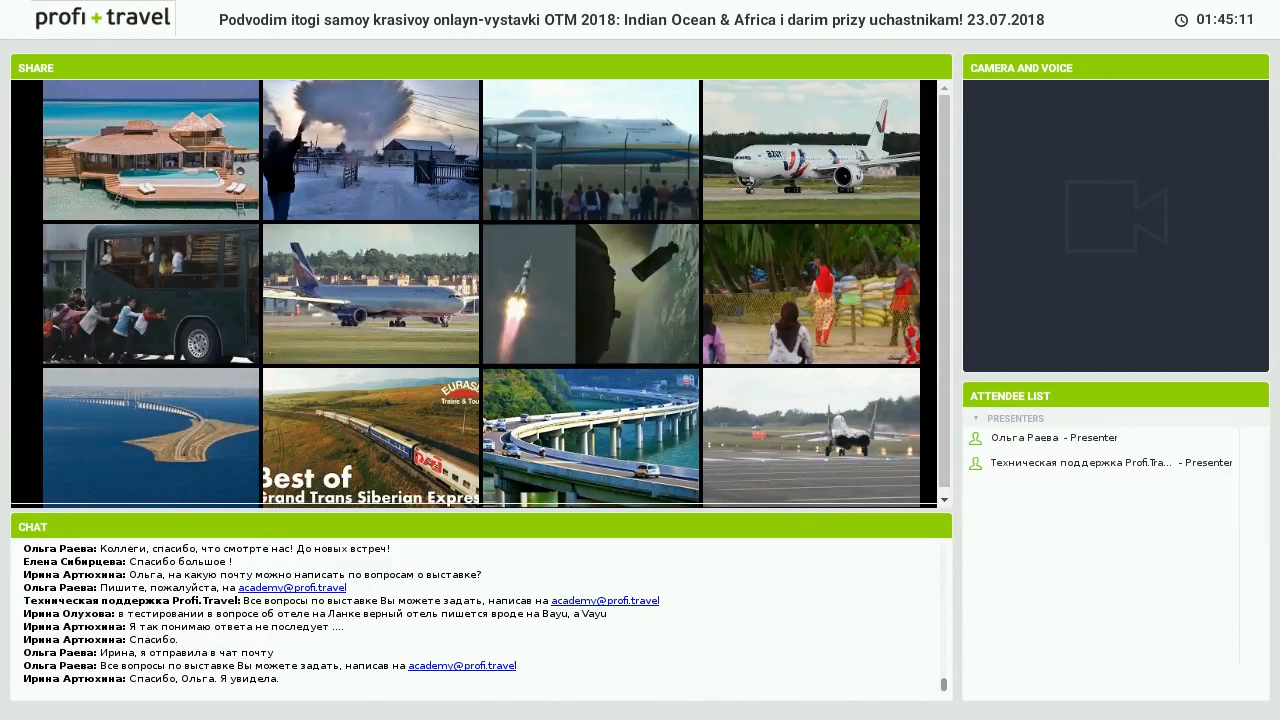 profi + travel
Podvodim itogi samoy krasivoy onlayn-vystavki OTM 2018: Indian Ocean & Africa i darim prizy uchastnikam! 23.07.2018
01:45:11
SHARE
CAMERA AND VOICE
azur
EURAS
Trains & Tou
Best of
Grand Trans Siberian Expres
ATTENDEE LIST
PRESENTERS
Ольга Раева - Presenter
Техническая поддержка Profi.Tra... - Presenter
CHAT
Ольга Раева: Коллеги, спасибо, что смотрте нас! До новых встреч!
Елена Сибирцева: Спасибо большое !
Ирина Артюхина: Ольга, на какую почту можно написать по вопросам о выставке?
Ольга Раева: Пишите, пожалуйста, на academy@profi.travel
Техническая поддержка Profi.Travel: Все вопросы по выставке Вы можете задать, написав на academy@profi.travel
Ирина Олухова: в тестировании в вопросе об отеле на Ланке верный отель пишется вроде на Bayu, а Vayu
Ирина Артюхина: Я так понимаю ответа не последует ....
Ирина Артюхина: Спасибо.
Ольга Раева: Ирина, я отправила в чат почту
Ольга Раева: Все вопросы по выставке Вы можете задать, написав на academy@profi.travel
Ирина Артюхина: Спасибо, Ольга. Я увидела.